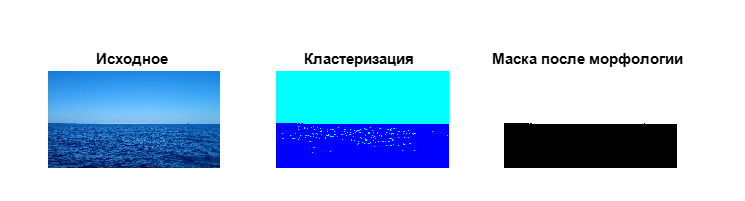 Исходное
Кластеризация
Маска после морфологии